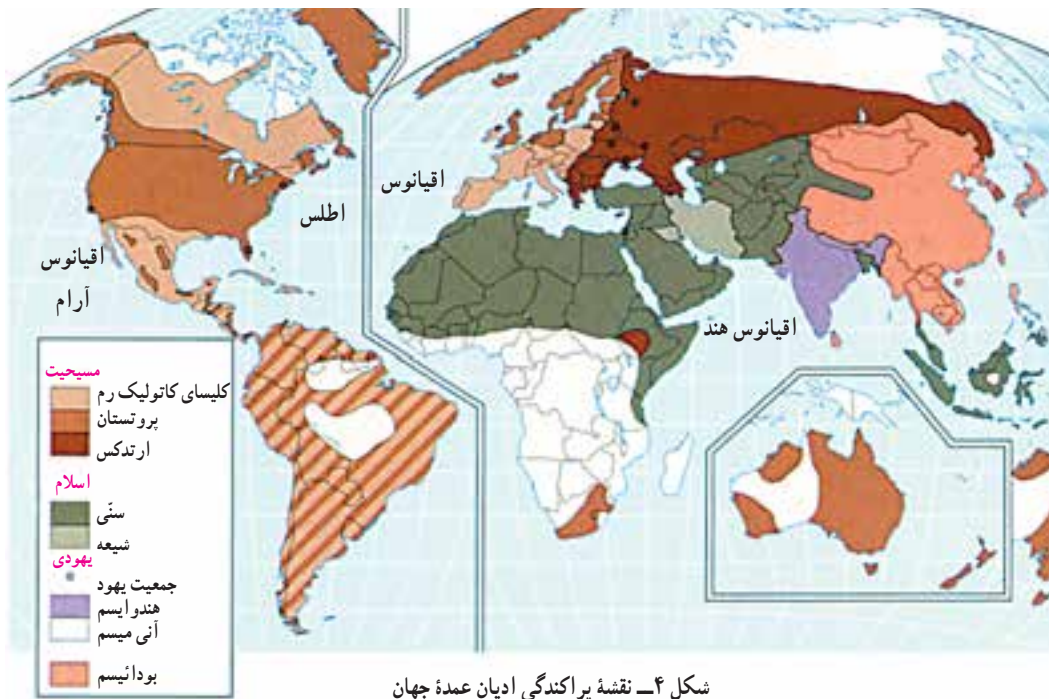 اقیانوس
اطلس
اقیانوس
آرام
اقیانوس هند
مسیحیت
کلیسای کاتولیک رم
پروتستان
ارتدکس
اسلام
سنّی
شیعه
یهودی
جمعیت یهود
هندوایسم
آنی میسم
بودائیسم
شکل ۴ــ نقشهٔ پراکندگی ادیان عمدهٔ جهان